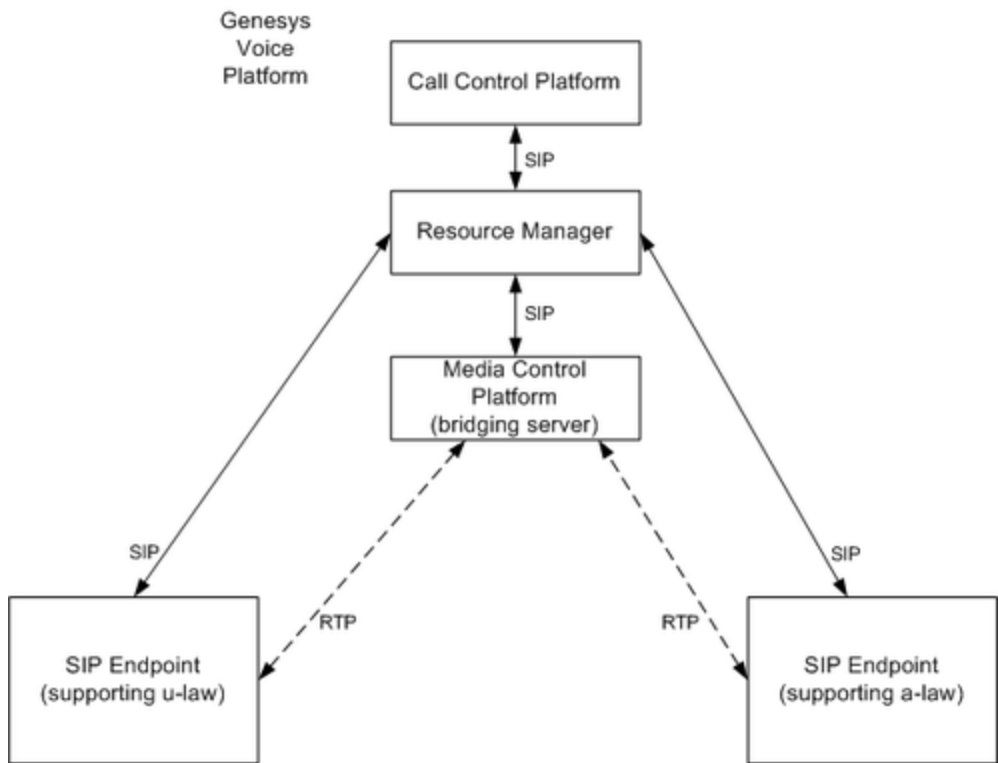 Genesys
Voice
Platform
Call Control Platform
SIP
Resource Manager
SIP
Media Control
Platform
(bridging server)
SIP
SIP
RTP
RTP
SIP Endpoint
(supporting u-law)
SIP Endpoint
(supporting a-law)